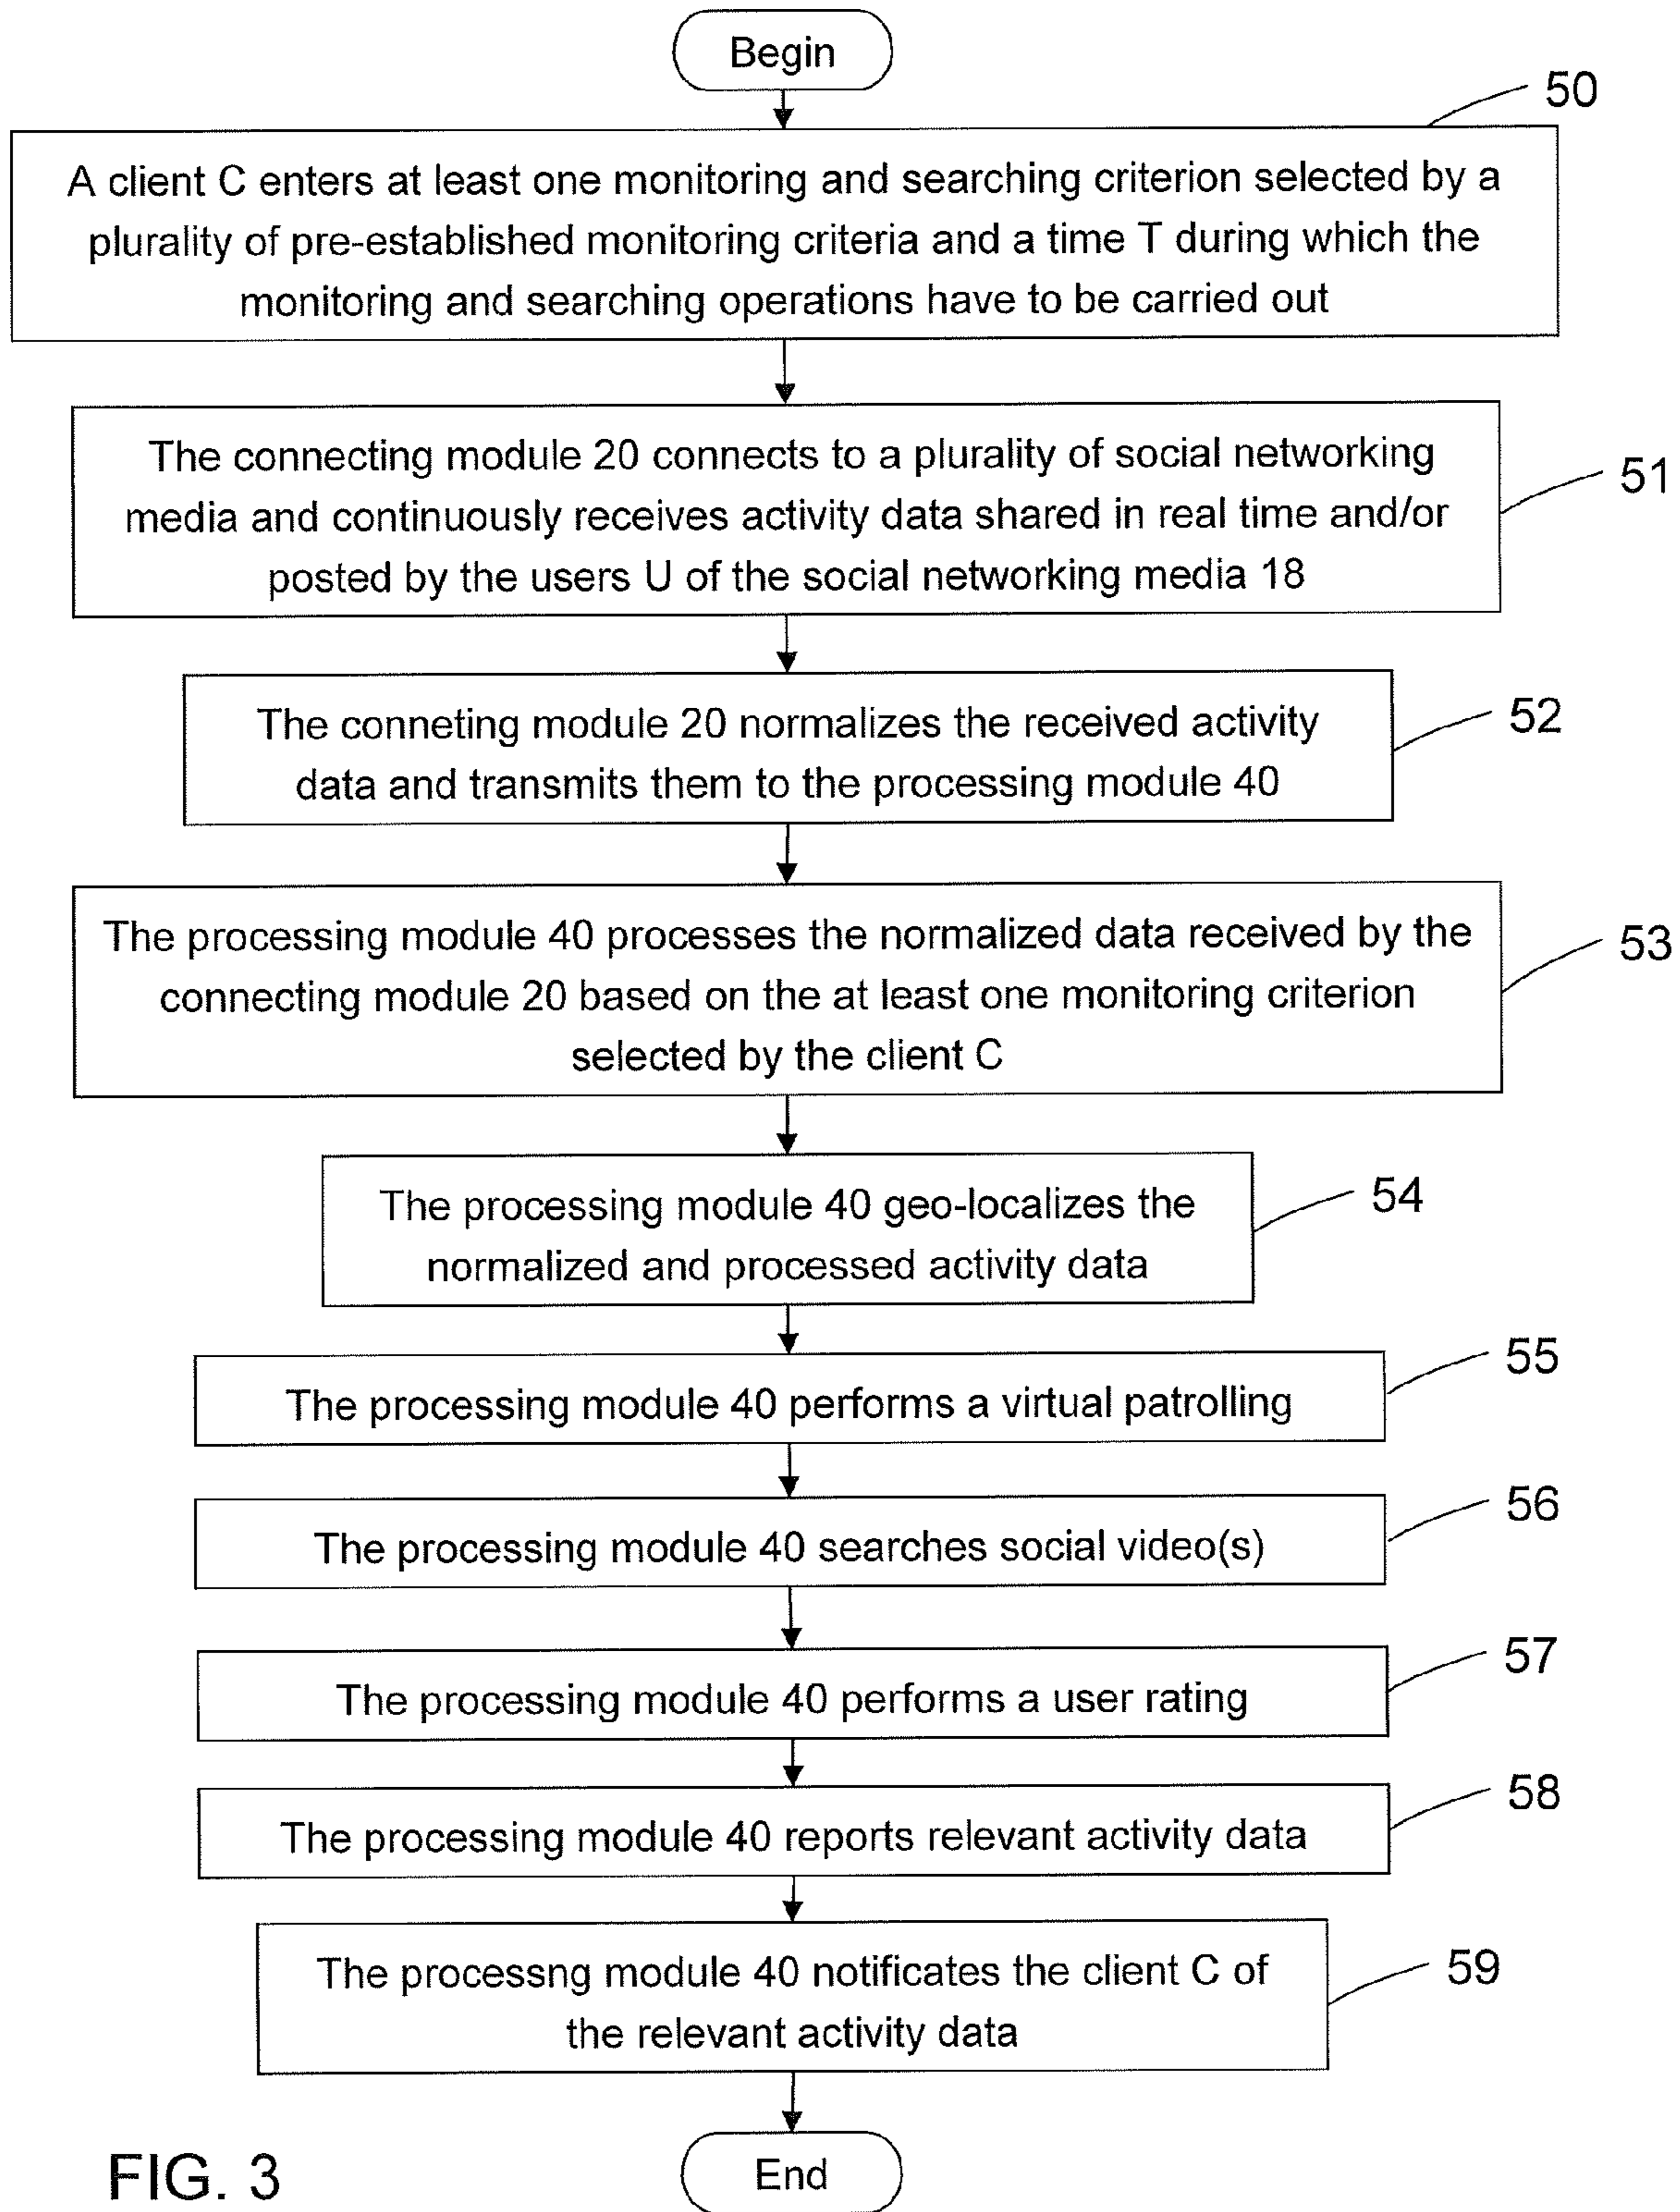 Begin
50
A client C enters at least one monitoring and searching criterion selected by a
plurality of pre-established monitoring criteria and a time T during which the
monitoring and searching operations have to be carried out
The connecting module 20 connects to a plurality of social networking
media and continuously receives activity data shared in real time and/or
posted by the users U of the social networking media 18
51
The conneting module 20 normalizes the received activity
data and transmits them to the processing module 40
52
The processing module 40 processes the normalized data received by the
connecting module 20 based on the at least one monitoring criterion
selected by the client C
53
The processing module 40 geo-localizes the
normalized and processed activity data
54
The processing module 40 performs a virtual patrolling
55
The processing module 40 searches social video(s)
56
The processing module 40 performs a user rating
57
The processing module 40 reports relevant activity data
58
The processsng module 40 notificates the client C of
the relevant activity data
59
End
FIG. 3